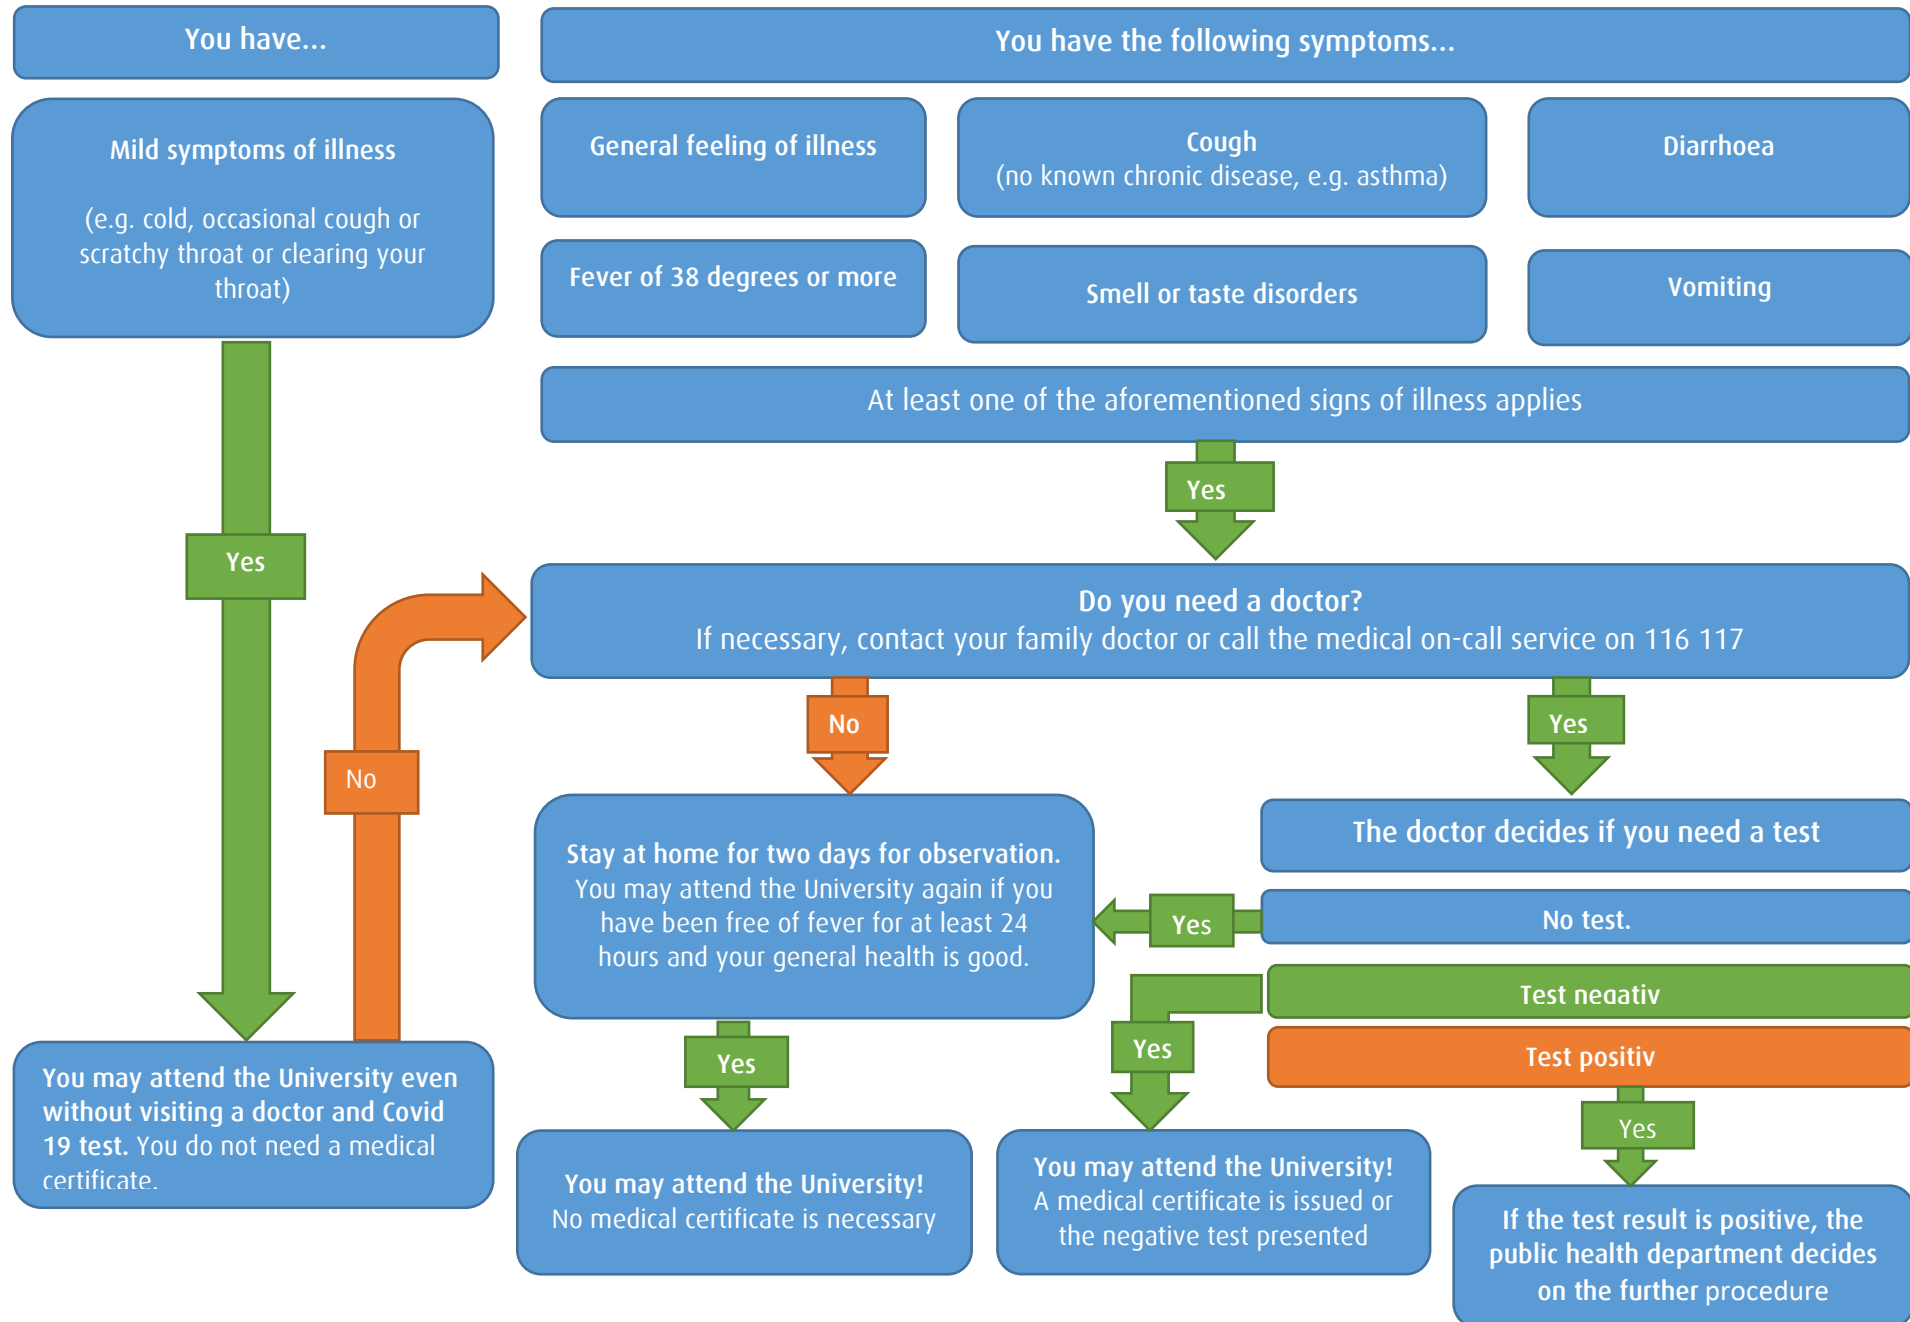 You have...
Mild symptoms of illness
(e.g. cold, occasional cough or
scratchy throat or clearing your
throat)
You have the following symptoms...
General feeling of illness
Cough
(no known chronic disease, e.g. asthma)
Diarrhoea
Fever of 38 degrees or more
Smell or taste disorders
Vomiting
At least one of the aforementioned signs of illness applies
Yes
Yes
Do you need a doctor?
If necessary, contact your family doctor or call the medical on-call service on 116 117
No
No
Yes
Stay at home for two days for observation.
You may attend the University again if you
have been free of fever for at least 24
hours and your general health is good.
The doctor decides if you need a test
Yes
No test.
Test negativ
Yes
Yes
Test positiv
Yes
You may attend the University even
without visiting a doctor and Covid
19 test. You do not need a medical
certificate.
You may attend the University!
No medical certificate is necessary
You may attend the University!
A medical certificate is issued or
the negative test presented
If the test result is positive, the
public health department decides
on the further procedure